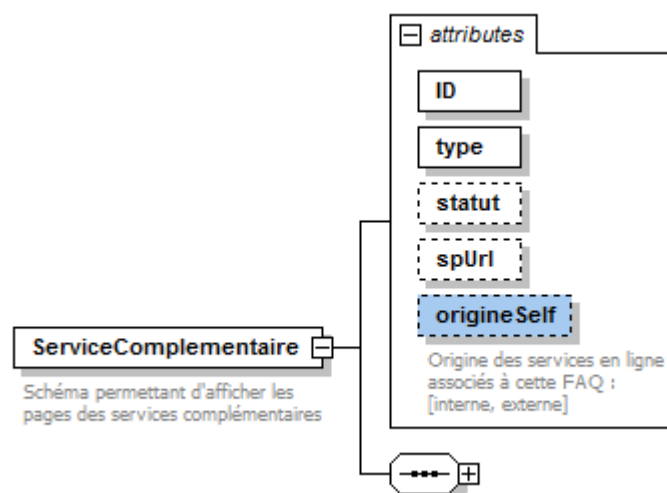 attributes
ID
type
statut
spUrl
origineSelf
Origine des services en ligne
associés à cette FAQ :
[interne, externe]
ServiceComplementaire
Schéma permettant d'afficher les
pages des services complémentaires